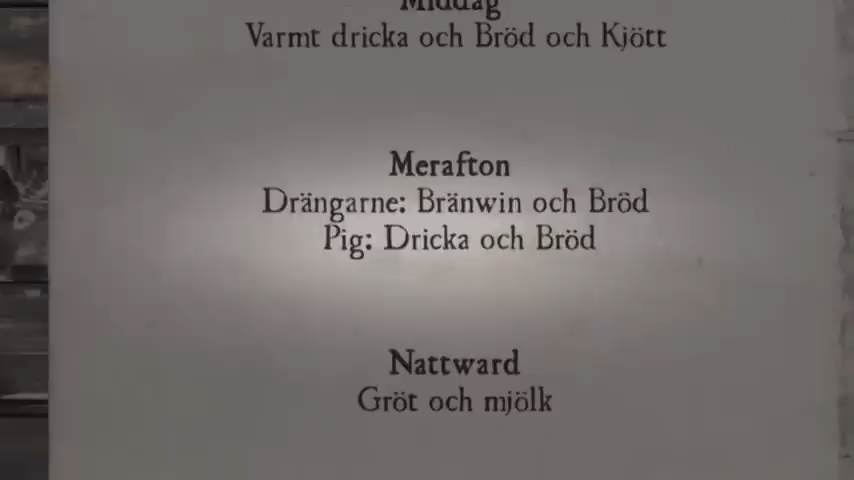 Middag
Varmt dricka och Bröd och Kjött
Merafton
Drängarne: Bränwin och Bröd
Pig: Dricka och Bröd
Nattward
Gröt och mjölk